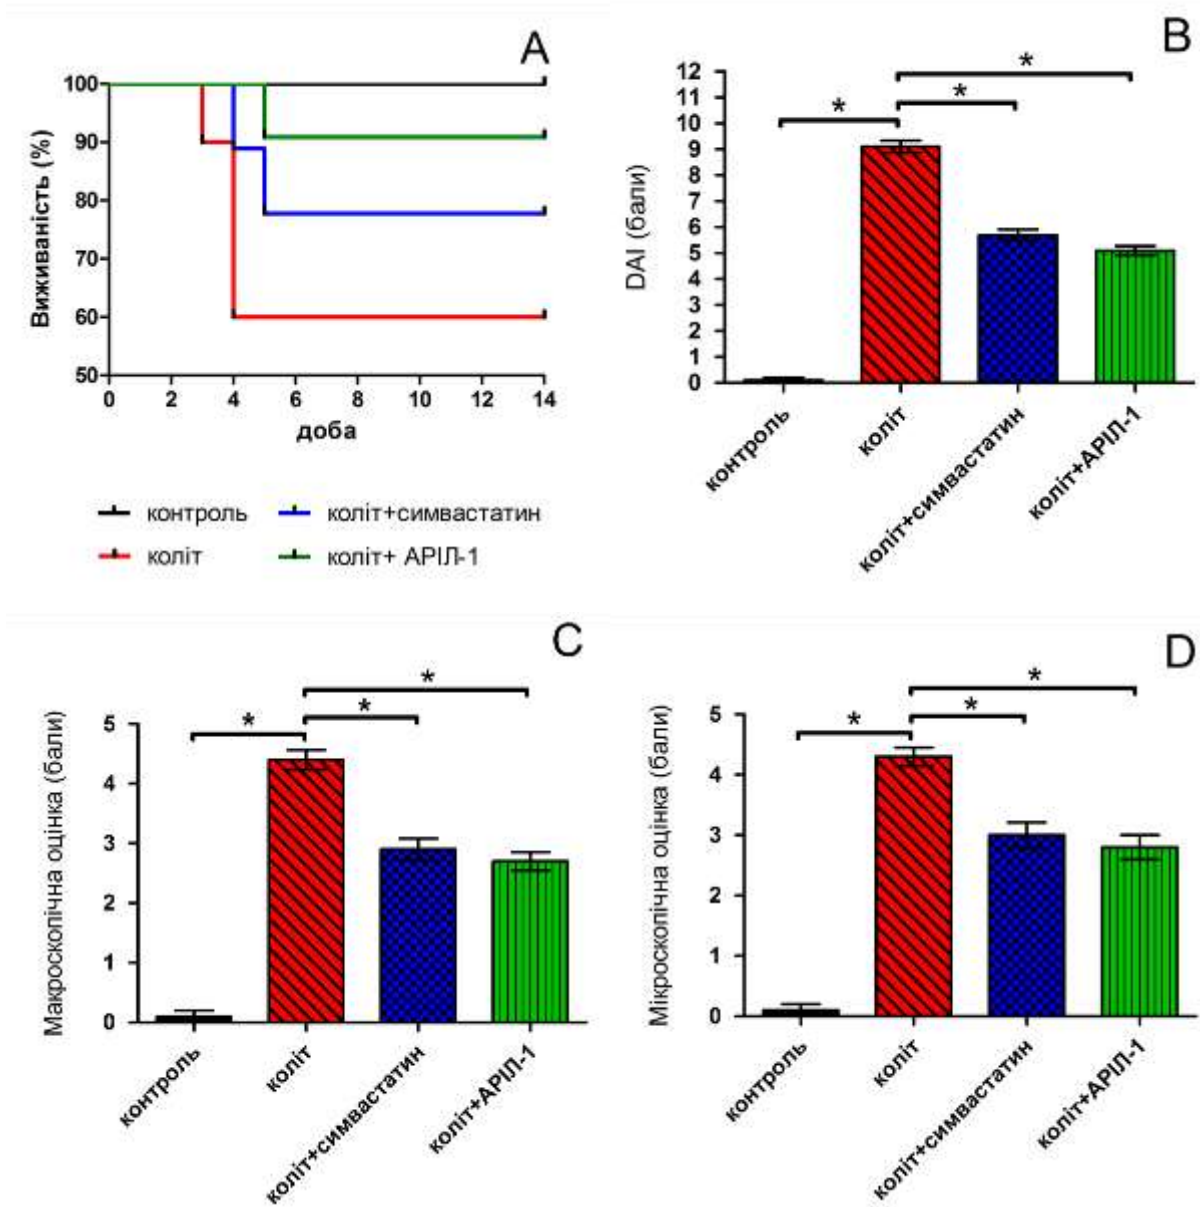 A
Виживаність (%)
100
90
80
70
60
50
0 2 4 6 8 10 12 14
доба
контроль
коліт+симвастатин
коліт
коліт+ АРІЛ-1
B
DAI (бали)
12
11
10
9
8
7
6
5
4
3
2
1
0
*
*
*
контроль
коліт
коліт+симвастатин
коліт+АРІЛ-1
C
Макроскопічна оцінка (бали)
5
4
3
2
1
0
*
*
*
контроль
коліт
коліт+симвастатин
коліт+АРІЛ-1
D
Мікроскопічна оцінка (бали)
5
4
3
2
1
0
*
*
*
контроль
коліт
коліт+симвастатин
коліт+АРІЛ-1